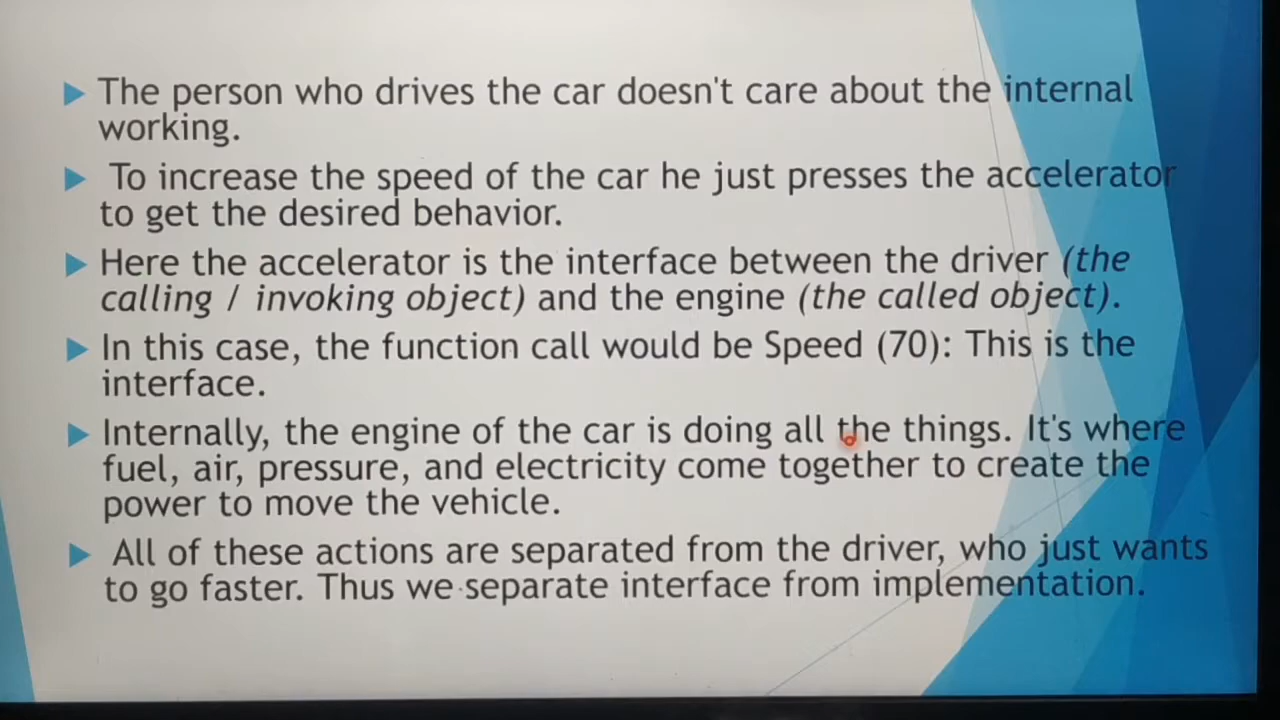 The person who drives the car doesn't care about the internal
working.
To increase the speed of the car he just presses the accelerator
to get the desired behavior.
Here the accelerator is the interface between the driver (the
calling / invoking object) and the engine (the called object).
In this case, the function call would be Speed (70): This is the
interface.
Internally, the engine of the car is doing all the things. It's where
fuel, air, pressure, and electricity come together to create the
power to move the vehicle.
All of these actions are separated from the driver, who just wants
to go faster. Thus we separate interface from implementation.